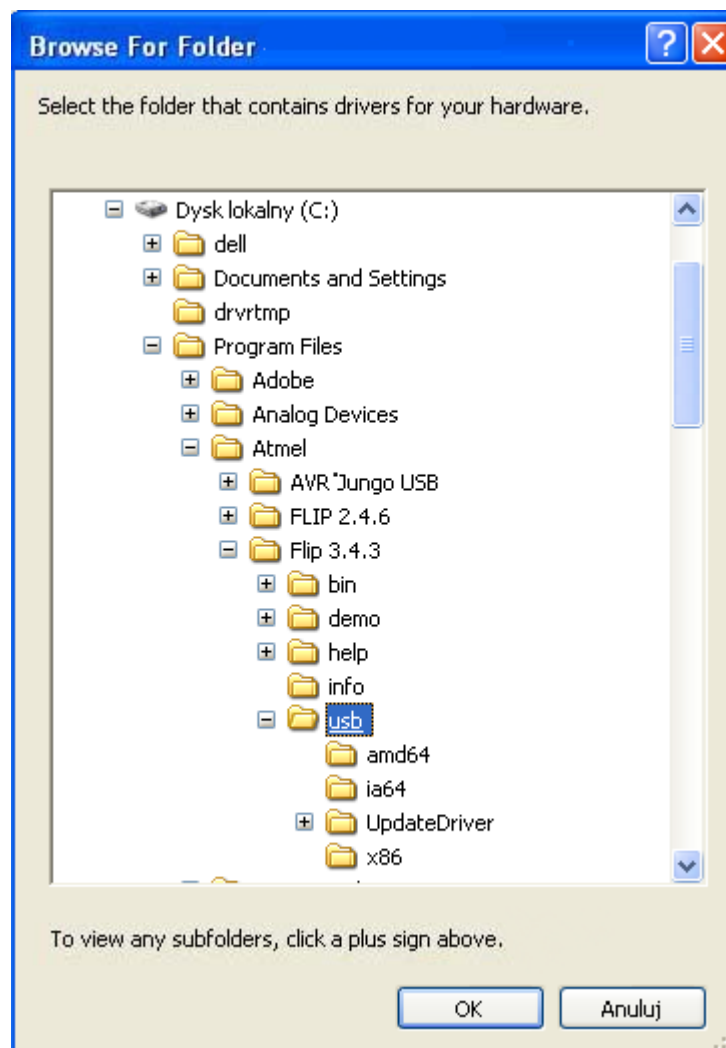 Browse For Folder
Select the folder that contains drivers for your hardware.
Dysk lokalny (C:)
dell
Documents and Settings
drvrtmp
Program Files
Adobe
Analog Devices
Atmel
AVR Jungo USB
FLIP 2.4.6
Flip 3.4.3
bin
demo
help
info
usb
amd64
ia64
UpdateDriver
x86
To view any subfolders, click a plus sign above.
OK
Anuluj